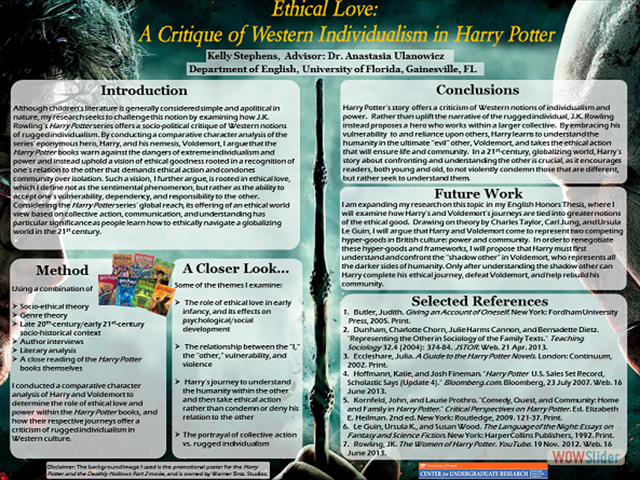 Ethical Love:
A Critique of Western Individualism in Harry Potter
Kelly Stephens, Advisor: Dr. Anastasia Ulanowicz
Department of English, University of Florida, Gainesville, FL
Introduction
Although children's literature is generally considered simple and apolitical in
nature, my research seeks to challenge this notion by examining how J.K.
Rowling's Harry Potter series offers a socio-political critique of Western notions
of rugged individualism. By conducting a comparative character analysis of the
series' eponymous hero, Harry, and his nemesis, Voldemort, I argue that the
Harry Potter books warn against the dangers of extreme individualism and
power and instead uphold a vision of ethical goodness rooted in a recognition of
one's relation to the other that demands ethical action and condones
community over isolation. Such a vision, I further argue, is rooted in ethical love,
which I define not as the sentimental phenomenon, but rather as the ability to
accept one's vulnerability, dependency, and responsibility to the other.
Considering the Harry Potter series' global reach, its offering of an ethical world
view based on collective action, communication, and understanding has
particular significance as people learn how to ethically navigate a globalizing
world in the 21st century.
Method
Using a combination of
➢ Socio-ethical theory
➢ Genre theory
➢ Late 20th-century/early 21st-century
socio-historical context
➢ Author interviews
➢ Literary analysis
➢ A close reading of the Harry Potter
books themselves
I conducted a comparative character
analysis of Harry and Voldemort to
determine the role of ethical love and
power within the Harry Potter books, and
how their respective journeys offer a
criticism of rugged individualism in
Western culture.
A Closer Look...
Some of the themes I examine:
➢ The role of ethical love in early
infancy, and its effects on
psychological/social
development
➢ The relationship between the "I,"
the "other," vulnerability, and
violence
➢ Harry's journey to understand
the humanity within the other
and then take ethical action
rather than condemn or deny his
relation to the other
➢ The portrayal of collective action
vs. rugged individualism
Conclusions
Harry Potter's story offers a criticism of Western notions of individualism and
power. Rather than uplift the narrative of the rugged individual, J.K. Rowling
instead proposes a hero who works within a larger collective. By embracing his
vulnerability to and reliance upon others, Harry learns to understand the
humanity in the ultimate "evil" other, Voldemort, and takes the ethical action
that will ensure life and community. In a 21st-century, globalizing world, Harry's
story about confronting and understanding the other is crucial, as it encourages
readers, both young and old, to not violently condemn those that are different,
but rather seek to understand them.
Future Work
I am expanding my research on this topic in my English Honors Thesis, where I
will examine how Harry's and Voldemort's journeys are tied into greater notions
of the ethical good. Drawing on theory by Charles Taylor, Carl Jung, and Ursula
Le Guin, I will argue that Harry and Voldemort come to represent two competing
hyper-goods in British culture: power and community. In order to renegotiate
these hyper-goods and frameworks, I will propose that Harry must first
understand and confront the "shadow other" in Voldemort, who represents all
the darker sides of humanity. Only after understanding the shadow other can
Harry complete his ethical journey, defeat Voldemort, and help rebuild his
community.
Selected References
1. Butler, Judith. Giving an Account of Oneself. New York: Fordham University
Press, 2005. Print.
2. Dunham, Charlotte Chorn, Julie Harms Cannon, and Bernadette Dietz.
"Representing the Other in Sociology of the Family Texts." Teaching
Sociology 32.4 (2004): 374-84. JSTOR. Web. 21 Apr. 2013.
3. Eccleshare, Julia. A Guide to the Harry Potter Novels. London: Continuum,
2002. Print.
4. Hoffmann, Katie, and Josh Fineman. "Harry Potter U.S. Sales Set Record,
Scholastic Says (Update 4)." Bloomberg.com. Bloomberg, 23 July 2007. Web. 16
June 2013.
5. Kornfeld, John, and Laurie Prothro. "Comedy, Quest, and Community: Home
and Family in Harry Potter." Critical Perspectives on Harry Potter. Ed. Elizabeth
E. Heilman. 2nd ed. New York: Routledge, 2009. 121-37. Print.
6. Le Guin, Ursula K., and Susan Wood. The Language of the Night: Essays on
Fantasy and Science Fiction. New York: HarperCollins Publishers, 1992. Print.
7. Rowling, JK. The Women of Harry Potter. YouTube. 19 Nov. 2012. Web. 16
June 2013.
Disclaimer: The background image I used is the promotional poster for the Harry
Potter and the Deathly Hallows Part 2 movie, and is owned by Warner Bros. Studios.
CENTER FOR UNDERGRADUATE RESEARCH
WOWSlider